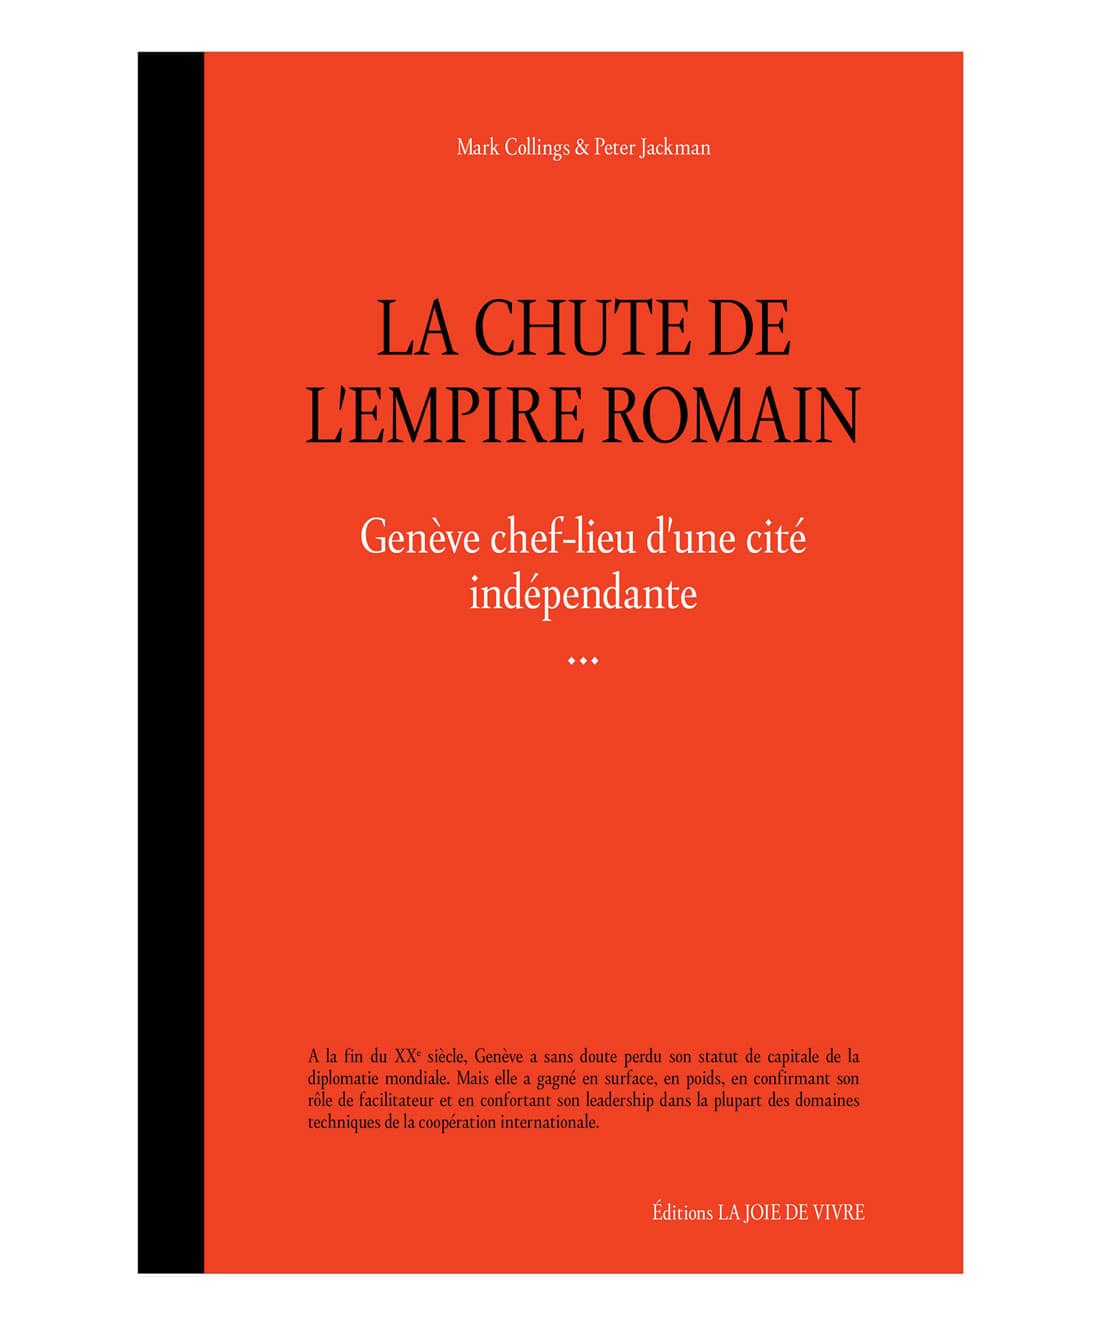 Mark Collings & Peter Jackman
LA CHUTE DE
L'EMPIRE ROMAIN
Genève chef-lieu d'une cité
indépendante
A la fin du XXᵉ siècle, Genève a sans doute perdu son statut de capitale de la
diplomatie mondiale. Mais elle a gagné en surface, en poids, en confirmant son
rôle de facilitateur et en confortant son leadership dans la plupart des domaines
techniques de la coopération internationale.
Éditions LA JOIE DE VIVRE